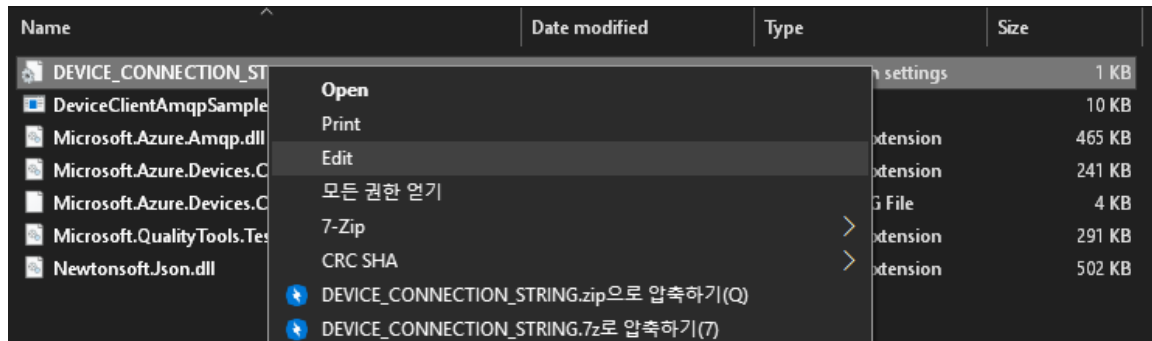 Name Date modified Type Size
DEVICE_CONNECTION_ST n settings 1 KB
Open
DeviceClientAmqpSample 10 KB
Print
Microsoft.Azure.Amqp.dll xtension 465 KB
Edit
Microsoft.Azure.Devices.C xtension 241 KB
모든 권한 얻기
Microsoft.Azure.Devices.C G File 4 KB
7-Zip
Microsoft.QualityTools.Tes xtension 291 KB
CRC SHA
Newtonsoft.Json.dll xtension 502 KB
DEVICE_CONNECTION_STRING.zip으로 압축하기(Q)
DEVICE_CONNECTION_STRING.7z로 압축하기(7)